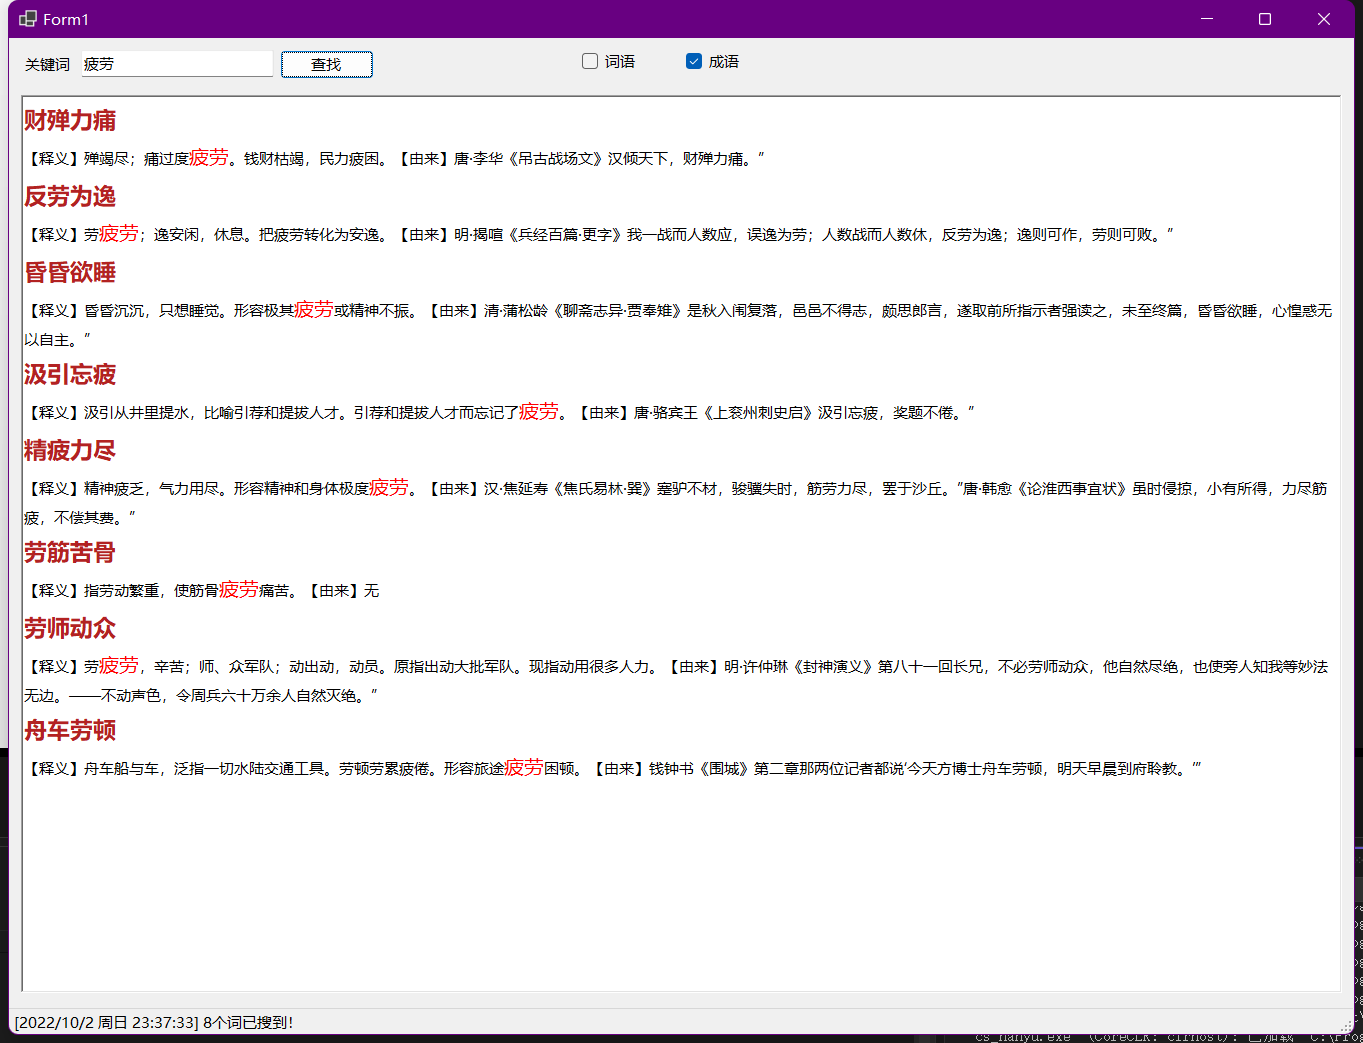 Form1
关键词 疲劳 查找 词语 成语
财殚力痡
【释义】殚竭尽；痡过度疲劳。钱财枯竭，民力疲困。【由来】唐·李华《吊古战场文》汉倾天下，财殚力痡。”
反劳为逸
【释义】劳疲劳；逸安闲，休息。把疲劳转化为安逸。【由来】明·揭暄《兵经百篇·更字》我一战而人数应，误逸为劳；人数战而人数休，反劳为逸；逸则可作，劳则可败。”
昏昏欲睡
【释义】昏昏沉沉，只想睡觉。形容极其疲劳或精神不振。【由来】清·蒲松龄《聊斋志异·贾奉雉》是秋入闱复落，邑邑不得志，颇思郎言，遂取前所指示者强读之，未至终篇，昏昏欲睡，心惶惑无
以自主。”
汲引忘疲
【释义】汲引从井里提水，比喻引荐和提拔人才。引荐和提拔人才而忘记了疲劳。【由来】唐·骆宾王《上兖州刺史启》汲引忘疲，奖题不倦。”
精疲力尽
【释义】精神疲乏，气力用尽。形容精神和身体极度疲劳。【由来】汉·焦延寿《焦氏易林·巽》蹇驴不材，骏骥失时，筋劳力尽，罢于沙丘。”唐·韩愈《论淮西事宜状》虽时侵掠，小有所得，力尽筋
疲，不偿其费。”
劳筋苦骨
【释义】指劳动繁重，使筋骨疲劳痛苦。【由来】无
劳师动众
【释义】劳疲劳，辛苦；师、众军队；动出动，动员。原指出动大批军队。现指动用很多人力。【由来】明·许仲琳《封神演义》第八十一回长兄，不必劳师动众，他自然尽绝，也使旁人知我等妙法
无边。——不动声色，令周兵六十万余人自然灭绝。”
舟车劳顿
【释义】舟车船与车，泛指一切水陆交通工具。劳顿劳累疲倦。形容旅途疲劳困顿。【由来】钱钟书《围城》第二章那两位记者都说‘今天方博士舟车劳顿，明天早晨到府聆教。’”
[2022/10/2 周日 23:37:33] 8个词已搜到！